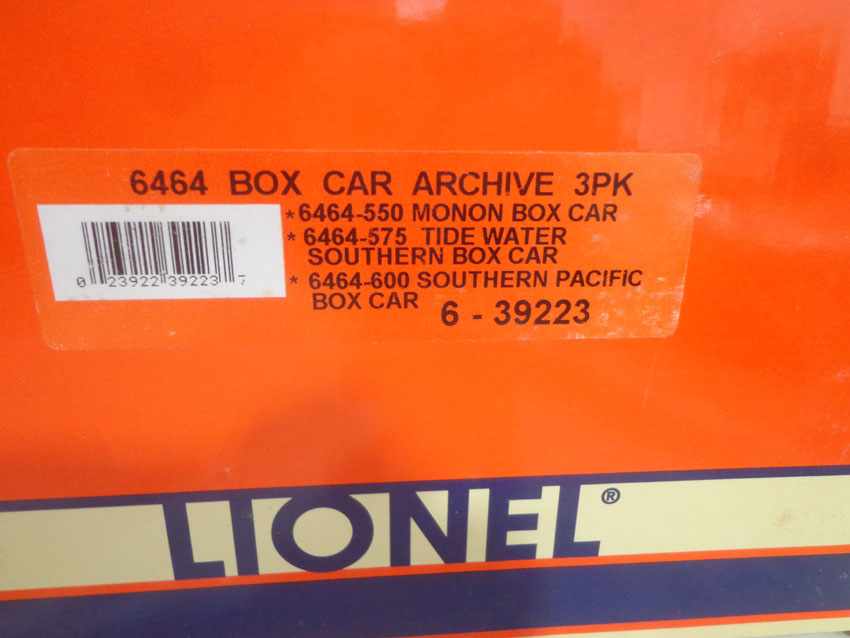 6464 BOX CAR ARCHIVE 3PK
*6464-550 MONON BOX CAR
* 6464-575 TIDE WATER
SOUTHERN BOX CAR
* 6464-600 SOUTHERN PACIFIC
BOX CAR
6 - 39223
0 23922 39223 7
LIONEL®